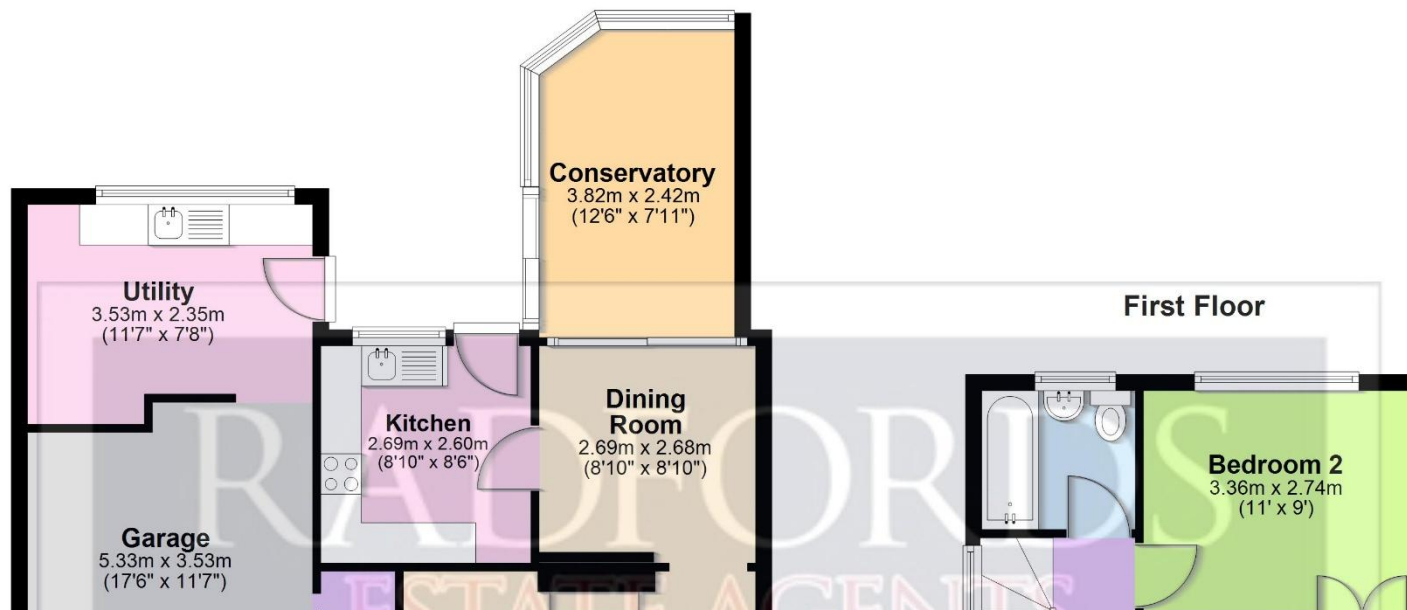 Conservatory
3.82m x 2.42m
(12'6" x 7'11")
Utility
3.53m x 2.35m
(11'7" x 7'8")
First Floor
Kitchen
2.69m x 2.60m
(8'10" x 8'6")
Dining
Room
2.69m x 2.68m
(8'10" x 8'10")
Bedroom 2
3.36m x 2.74m
(11' x 9')
Garage
5.33m x 3.53m
(17'6" x 11'7")
RADFORDS
ESTATE AGENTS